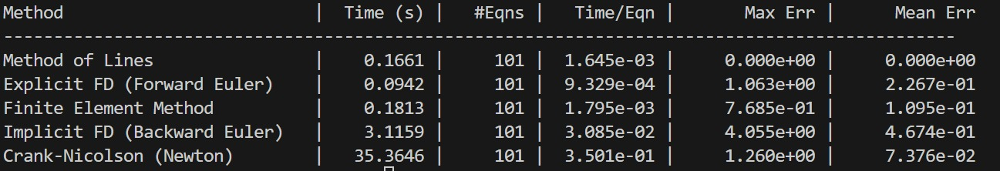 Method | Time (s) | #Eqns | Time/Eqn | Max Err | Mean Err
----------------------------------------------------------------------------------------------------
Method of Lines | 0.1661 | 101 | 1.645e-03 | 0.000e+00 | 0.000e+00
Explicit FD (Forward Euler) | 0.0942 | 101 | 9.329e-04 | 1.063e+00 | 2.267e-01
Finite Element Method | 0.1813 | 101 | 1.795e-03 | 7.685e-01 | 1.095e-01
Implicit FD (Backward Euler) | 3.1159 | 101 | 3.085e-02 | 4.055e+00 | 4.674e-01
Crank-Nicolson (Newton) | 35.3646 | 101 | 3.501e-01 | 1.260e+00 | 7.376e-02